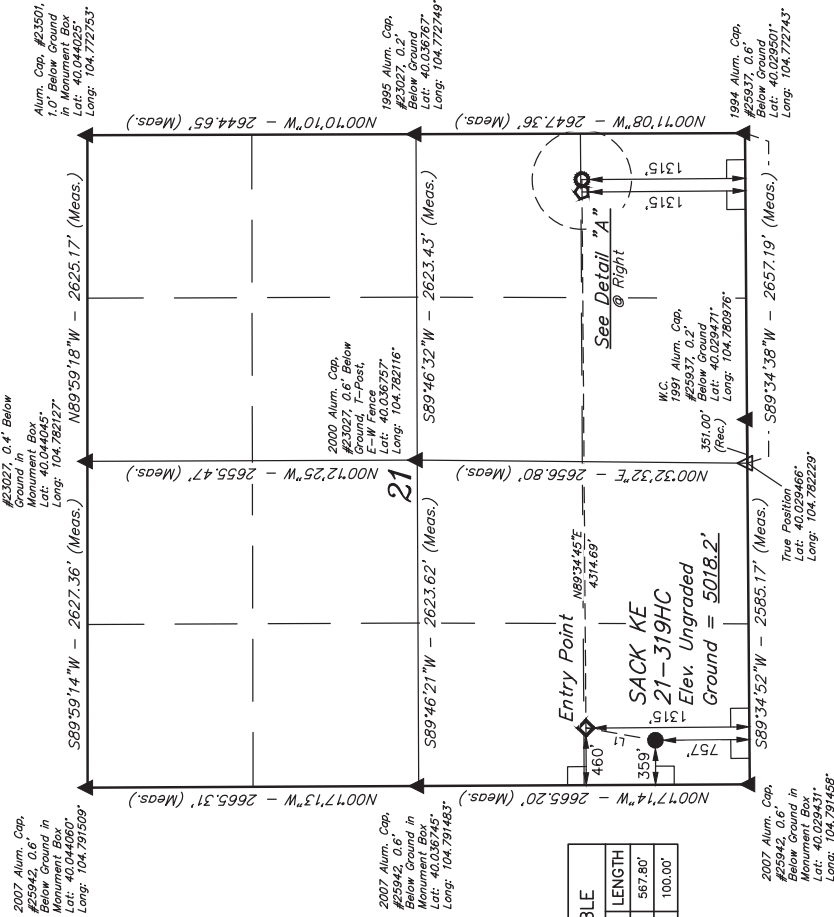 #23027, 0.4' Below
Ground in
Monument Box
Lat: 40.044045°
Long: 104.782127°
Alum. Cap, #23501,
1.0' Below Ground
in Monument Box
Lat: 40.044025°
Long: 104.772753°
2007 Alum. Cap,
#25942, 0.6'
Below Ground in
Monument Box
Lat: 40.044060°
Long: 104.791509°
S89°59'14"W - 2627.36' (Meas.)
N89°59'18"W - 2625.17' (Meas.)
N00°17'13"W - 2665.31' (Meas.)
N00°12'25"W - 2655.47' (Meas.)
N00°10'10"W - 2644.65' (Meas.)
2000 Alum. Cap,
#23027, 0.6' Below
Ground, T-Post,
E-W Fence
Lat: 40.036757°
Long: 104.782116°
1995 Alum. Cap,
#23027, 0.2'
Below Ground
Lat: 40.036767°
Long: 104.772749°
2007 Alum. Cap,
#25942, 0.6'
Below Ground in
Monument Box
Lat: 40.036745°
Long: 104.791483°
21
S89°46'21"W - 2623.62' (Meas.)
S89°46'32"W - 2623.43' (Meas.)
N00°17'14"W - 2665.20' (Meas.)
N00°32'32"E - 2656.80' (Meas.)
N00°11'08"W - 2647.36' (Meas.)
Entry Point
N89°34'45"E
4314.69'
See Detail "A"
@ Right
460'
L1
359'
757'
1315'
1315'
1315'
SACK KE
21-319HC
Elev. Ungraded
Ground = 5018.2'
W.C.
1991 Alum. Cap,
#25937, 0.2'
Below Ground
Lat: 40.029471°
Long: 104.780976°
351.00'
(Rec.)
S89°34'52"W - 2585.17' (Meas.)
S89°34'38"W - 2657.19' (Meas.)
2007 Alum. Cap,
#25942, 0.6'
Below Ground in
Monument Box
Lat: 40.029431°
Long: 104.791458°
True Position
Lat: 40.029466°
Long: 104.782229°
1994 Alum. Cap,
#25937, 0.6'
Below Ground
Lat: 40.029501°
Long: 104.772743°
BLE
LENGTH
567.80'
100.00'